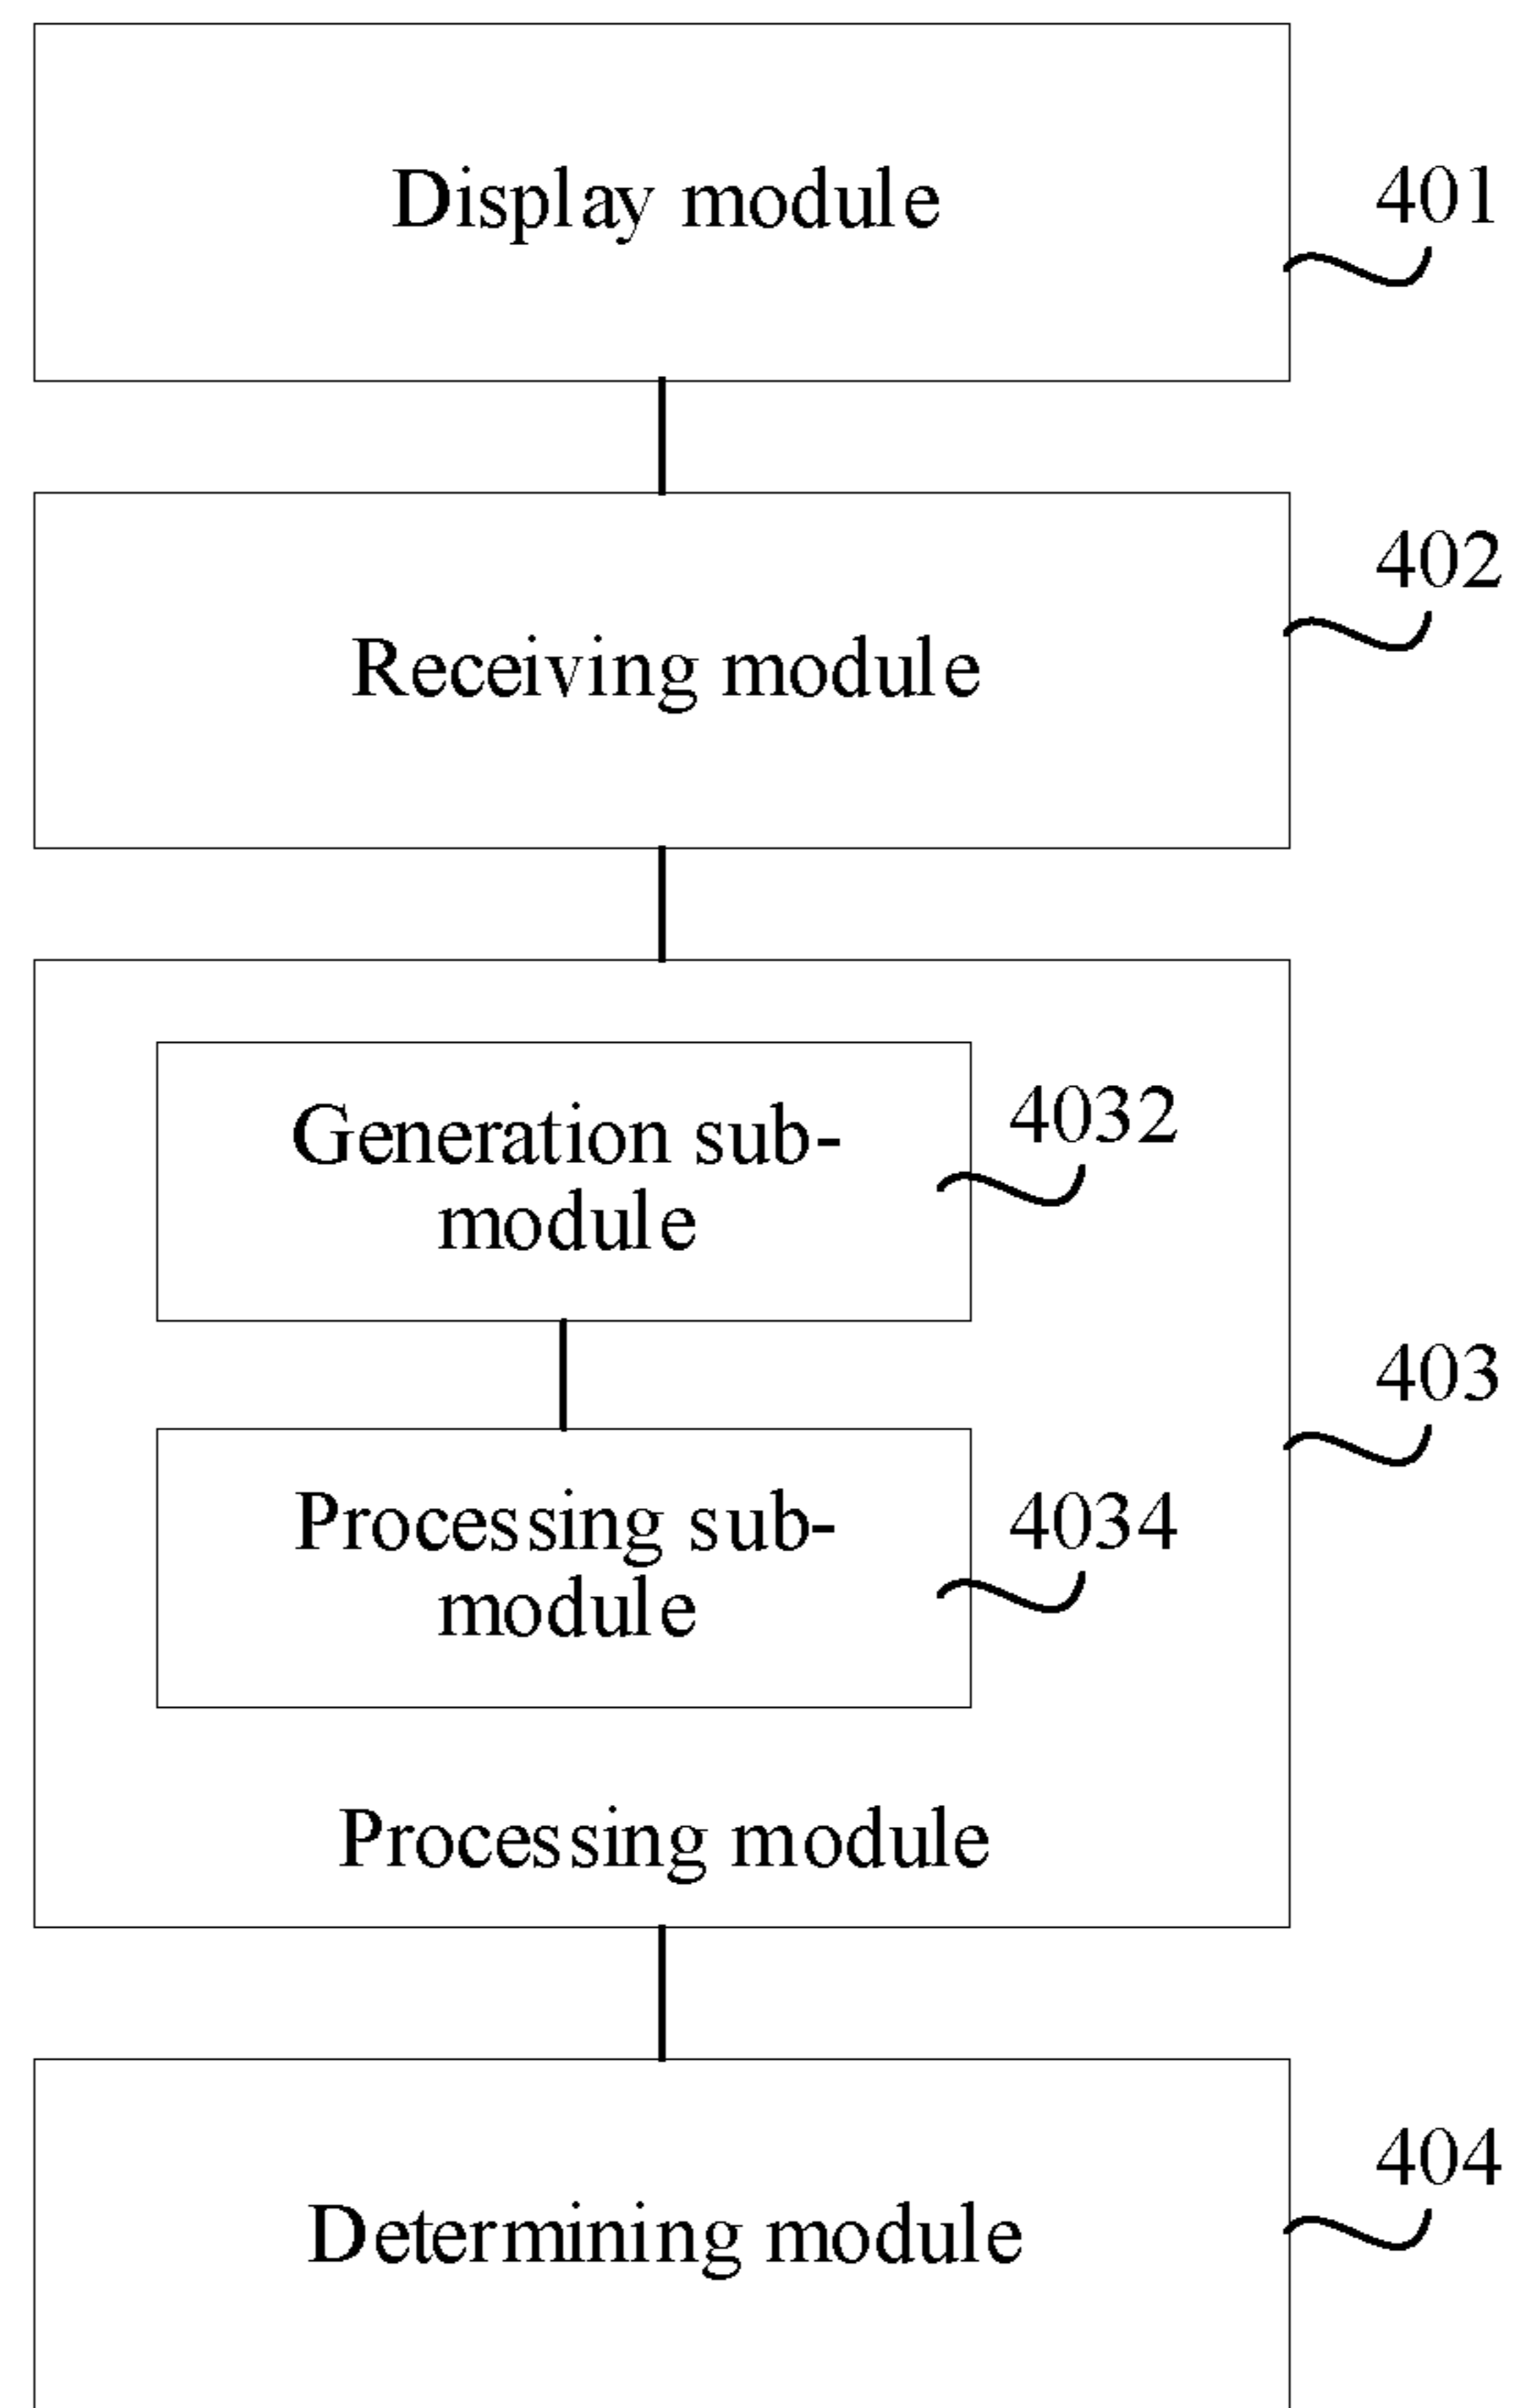 Display module
401
Receiving module
402
Generation sub-
module
4032
403
Processing sub-
module
4034
Processing module
Determining module
404